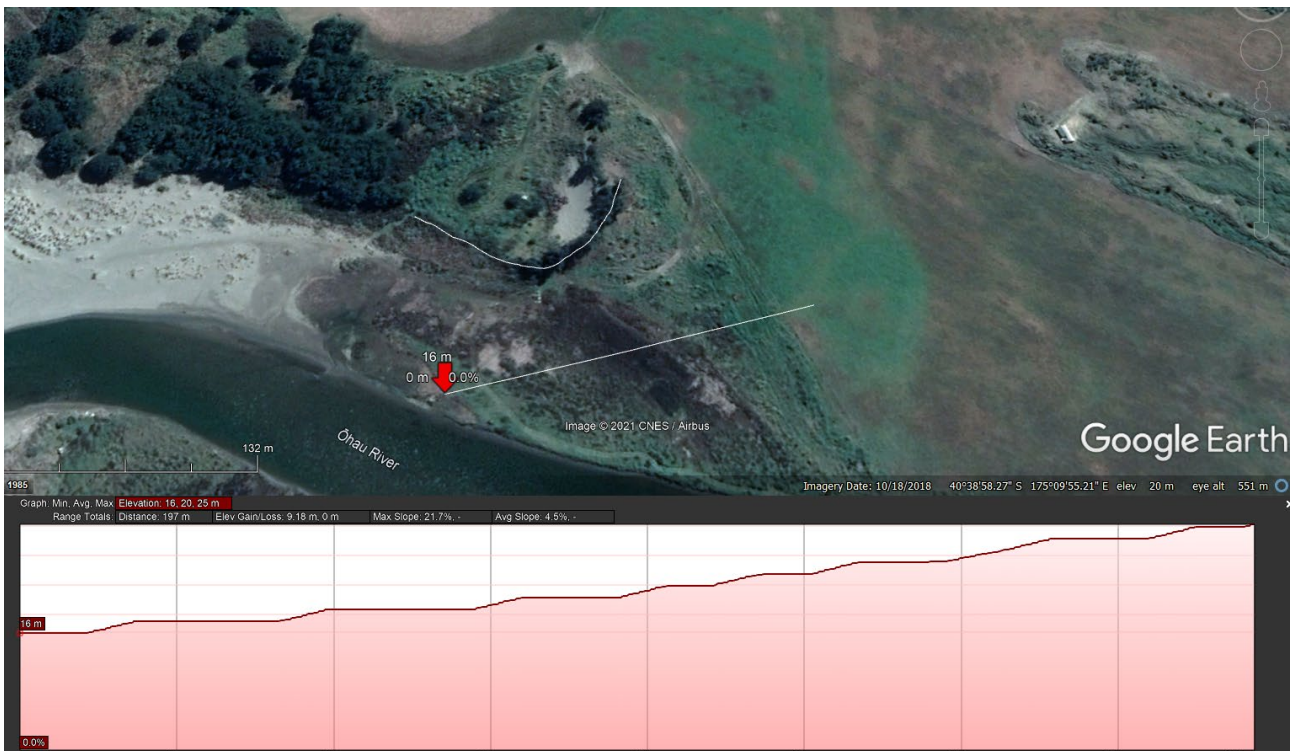 16 m
0 m 0.0%
Ōhau River
132 m
Image © 2021 CNES / Airbus
Google Earth
1985
Imagery Date: 10/18/2018 40°38'58.27" S 175°09'55.21" E elev 20 m eye alt 551 m
Graph: Min, Avg, Max Elevation: 16, 20, 25 m
Range Totals: Distance: 197 m Elev Gain/Loss: 9.18 m, 0 m Max Slope: 21.7%, - Avg Slope: 4.5%, -
16 m
0.0%